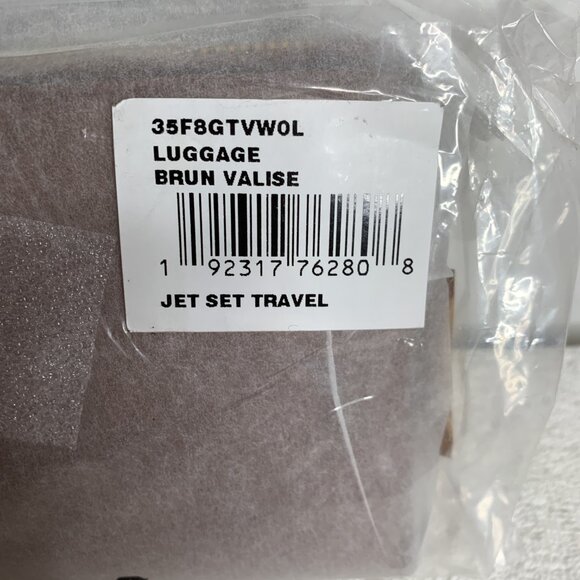 35F8GTVW0L
LUGGAGE
BRUN VALISE
1 92317 76280 8
JET SET TRAVEL